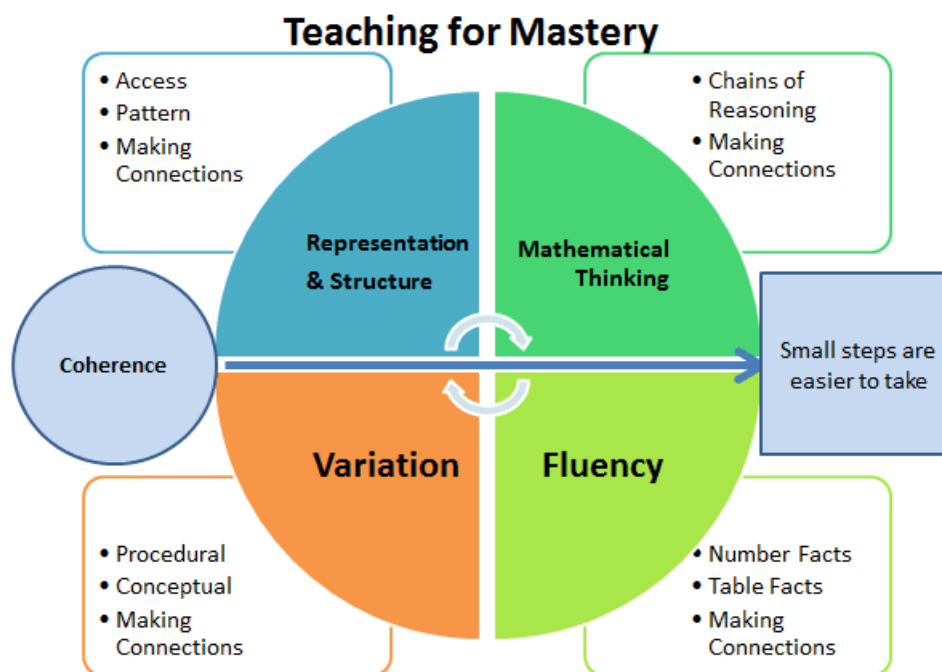 Teaching for Mastery
• Access
• Pattern
• Making
Connections
• Chains of
Reasoning
• Making
Connections
Representation
& Structure
Mathematical
Thinking
Coherence
Small steps are
easier to take
Variation
Fluency
• Procedural
• Conceptual
• Making
Connections
• Number Facts
• Table Facts
• Making
Connections